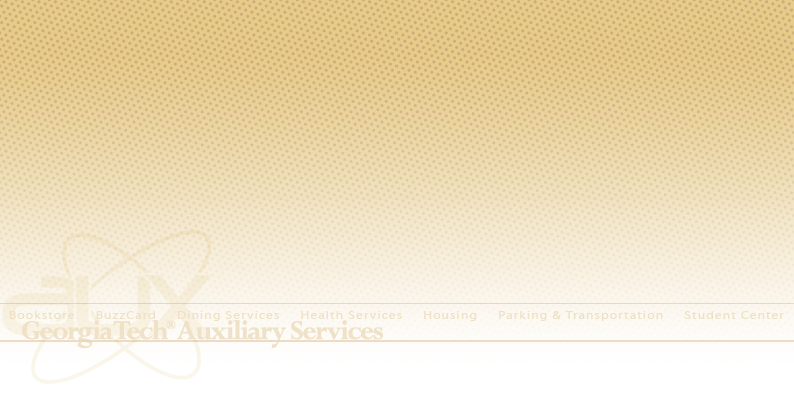 aux
Bookstore BuzzCard Dining Services Health Services Housing Parking & Transportation Student Center
GeorgiaTech® Auxiliary Services